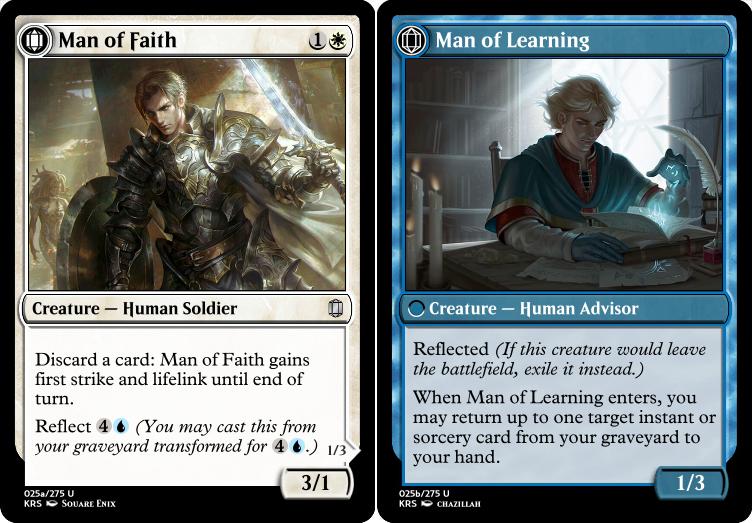 Man of Faith 1
Creature — Human Soldier
Discard a card: Man of Faith gains
first strike and lifelink until end of
turn.
Reflect 4 (You may cast this from
your graveyard transformed for 4 .)
1/3
3/1
025a/275 U
KRS Square Enix
Man of Learning
Creature — Human Advisor
Reflected (If this creature would leave
the battlefield, exile it instead.)
When Man of Learning enters, you
may return up to one target instant or
sorcery card from your graveyard to
your hand.
1/3
025b/275 U
KRS chazillah